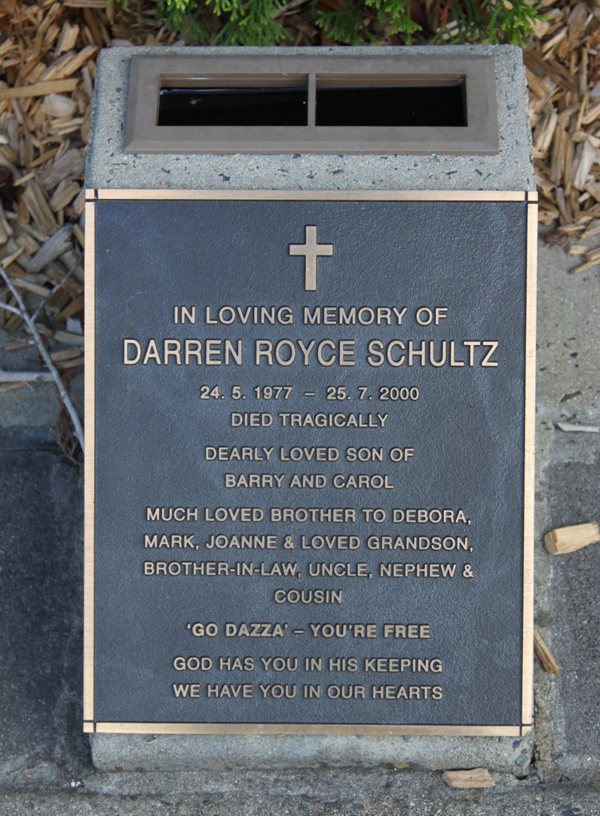 IN LOVING MEMORY OF
DARREN ROYCE SCHULTZ
24. 5. 1977 – 25. 7. 2000
DIED TRAGICALLY
DEARLY LOVED SON OF
BARRY AND CAROL
MUCH LOVED BROTHER TO DEBORA,
MARK, JOANNE & LOVED GRANDSON,
BROTHER-IN-LAW, UNCLE, NEPHEW &
COUSIN
‘GO DAZZA’ – YOU’RE FREE
GOD HAS YOU IN HIS KEEPING
WE HAVE YOU IN OUR HEARTS